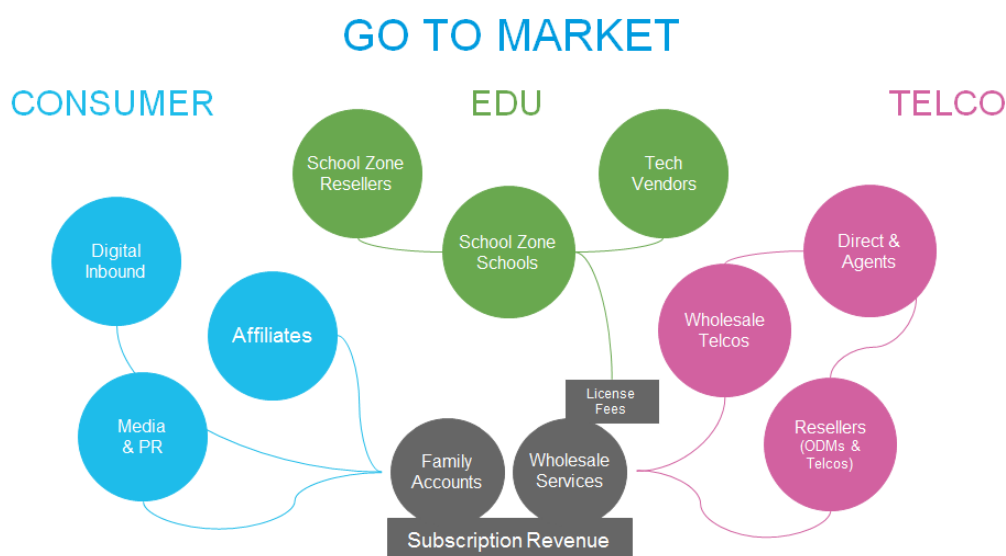 GO TO MARKET
CONSUMER
EDU
TELCO
School Zone
Resellers
Tech
Vendors
School Zone
Schools
Digital
Inbound
Direct &
Agents
Affiliates
Wholesale
Telcos
License
Fees
Media
& PR
Resellers
(ODMs &
Telcos)
Family
Accounts
Wholesale
Services
Subscription Revenue